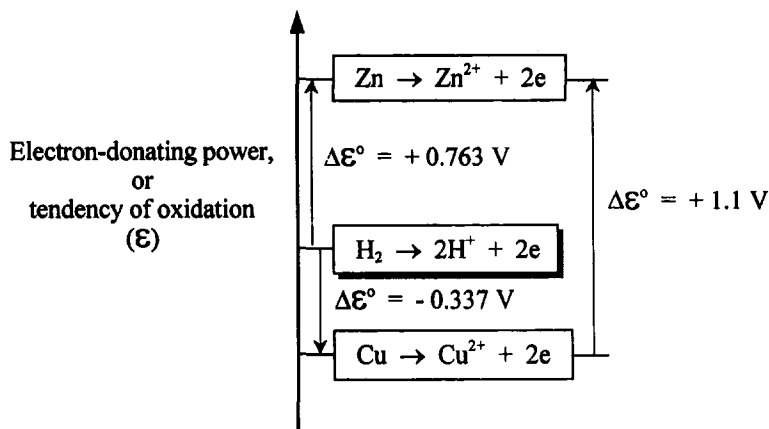 Zn → Zn²⁺ + 2e
Electron-donating power,
or
tendency of oxidation
(ε)
Δε° = + 0.763 V
Δε° = + 1.1 V
H₂ → 2H⁺ + 2e
Δε° = - 0.337 V
Cu → Cu²⁺ + 2e